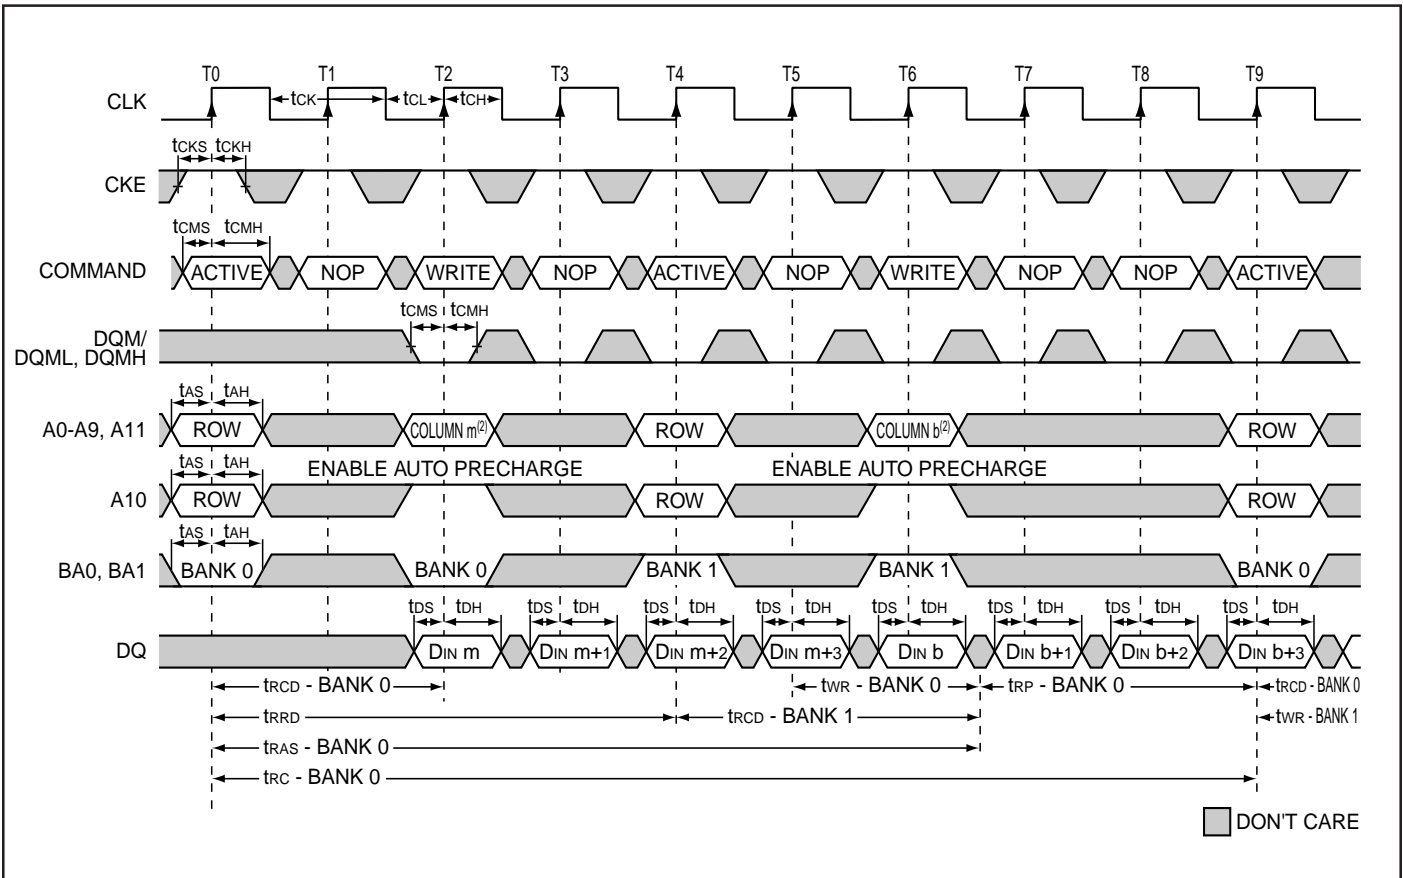 T0 T1 T2 T3 T4 T5 T6 T7 T8 T9
CLK tCK tCL tCH
tCKS tCKH
CKE
tCMS tCMH
COMMAND ACTIVE NOP WRITE NOP ACTIVE NOP WRITE NOP NOP ACTIVE
tCMS tCMH
DQM/
DQML, DQMH
tAS tAH
A0-A9, A11 ROW COLUMN m(2) ROW COLUMN b(2) ROW
tAS tAH ENABLE AUTO PRECHARGE ENABLE AUTO PRECHARGE
A10 ROW ROW ROW
tAS tAH
BA0, BA1 BANK 0 BANK 0 BANK 1 BANK 1 BANK 0
tDS tDH tDS tDH tDS tDH tDS tDH tDS tDH tDS tDH tDS tDH tDS tDH
DQ DIN m DIN m+1 DIN m+2 DIN m+3 DIN b DIN b+1 DIN b+2 DIN b+3
tRCD - BANK 0 tWR - BANK 0 tRP - BANK 0 tRCD - BANK 0
tRRD tRCD - BANK 1 tWR - BANK 1
tRAS - BANK 0
tRC - BANK 0
DON'T CARE